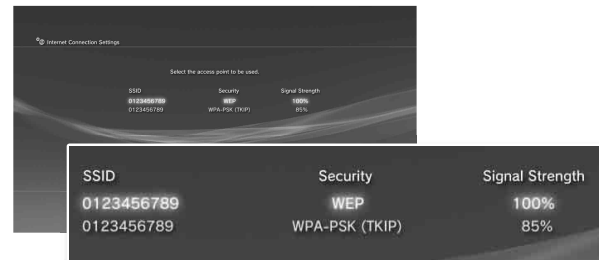 Internet Connection Settings
Select the access point to be used.
SSID Security Signal Strength
0123456789 WEP 100%
0123456789 WPA-PSK (TKIP) 85%
SSID Security Signal Strength
0123456789 WEP 100%
0123456789 WPA-PSK (TKIP) 85%